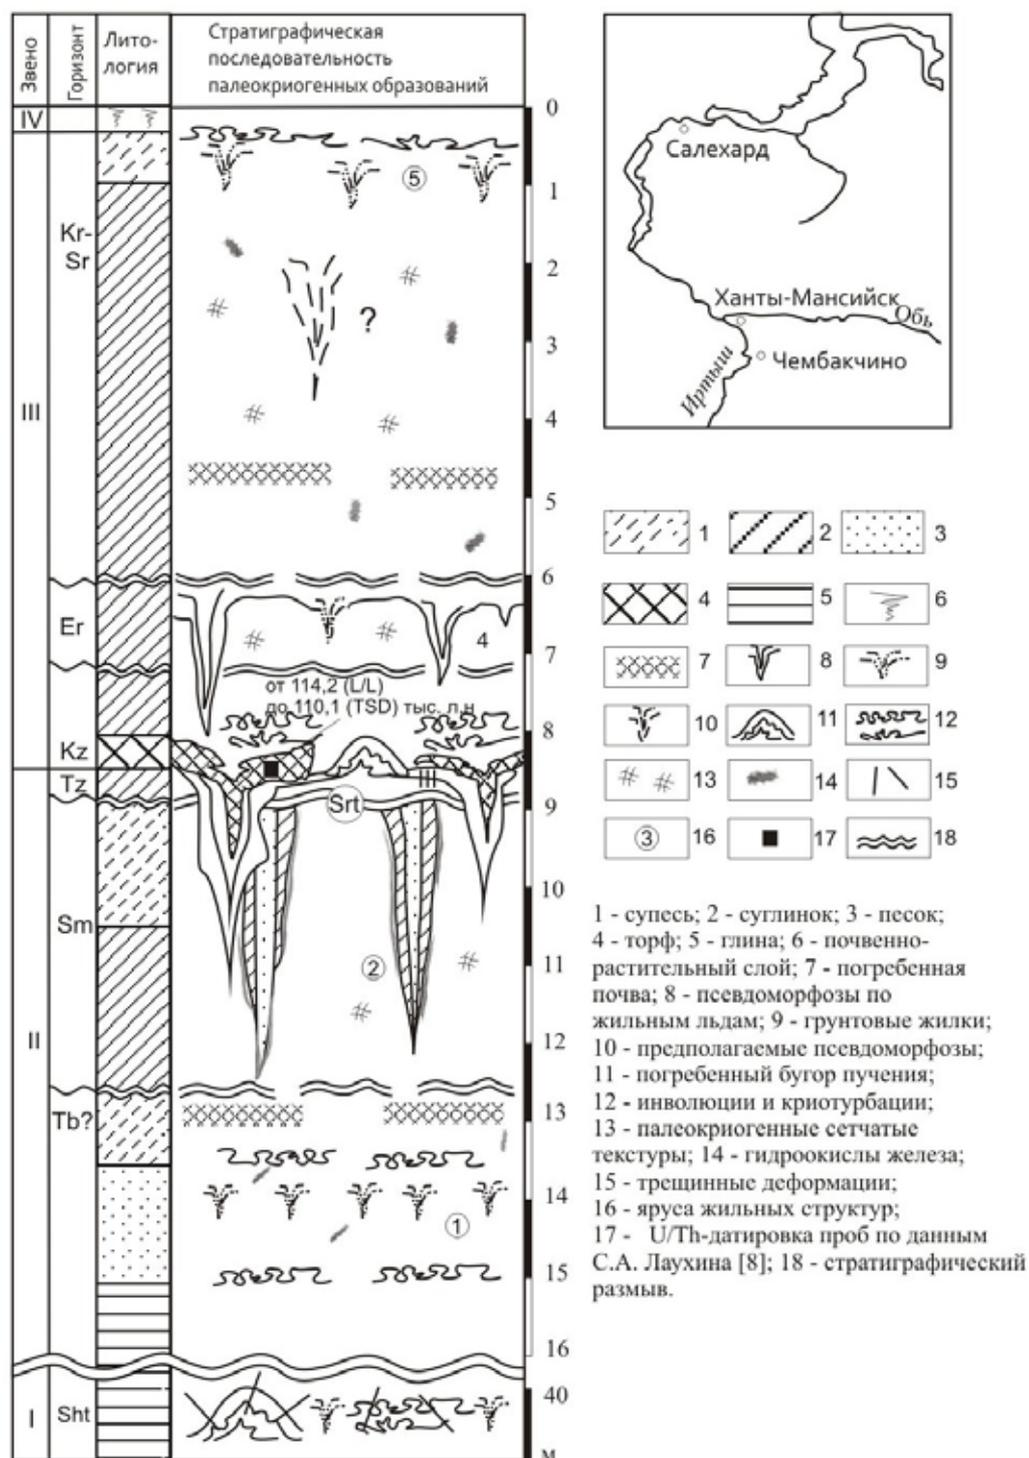 Звено
Горизонт
Лито-
логия
Стратиграфическая
последовательность
палеокриогенных образований
IV
0
5
1
Kr-
Sr
2
?
3
III
4
5
6
Er
4
7
от 114,2 (L/L)
до 110,1 (TSD) тыс. л.н
8
Kz
Tz
III
Srt
9
10
Sm
2
11
II
12
Tb?
13
14
1
15
16
40
I
Sht
м
Салехард
Ханты-Мансийск
Обь
Иртыш
Чембакчино
1 2 3
4 5 6
7 8 9
10 11 12
13 14 15
3 16 17 18
1 - супесь; 2 - суглинок; 3 - песок;
4 - торф; 5 - глина; 6 - почвенно-
растительный слой; 7 - погребенная
почва; 8 - псевдоморфозы по
жильным льдам; 9 - грунтовые жилки;
10 - предполагаемые псевдоморфозы;
11 - погребенный бугор пучения;
12 - инволюции и криотурбации;
13 - палеокриогенные сетчатые
текстуры; 14 - гидроокислы железа;
15 - трещинные деформации;
16 - яруса жильных структур;
17 - U/Th-датировка проб по данным
С.А. Лаухина [8]; 18 - стратиграфический
размыв.